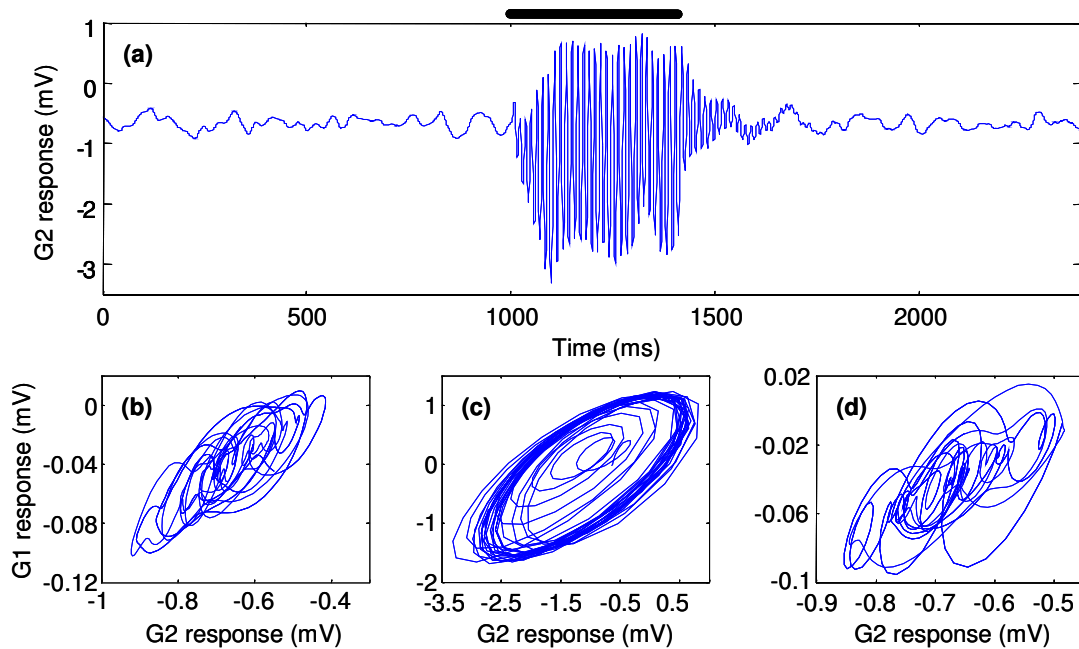 1
(a)
0
-1
-2
-3
G2 response (mV)
0 500 1000 1500 2000
Time (ms)
(b)
0
-0.04
-0.08
-0.12
G1 response (mV)
-1 -0.8 -0.6 -0.4
G2 response (mV)
(c)
1
0
-1
-2
-3.5 -2.5 -1.5 -0.5 0.5
G2 response (mV)
0.02
(d)
-0.02
-0.06
-0.1
-0.9 -0.8 -0.7 -0.6 -0.5
G2 response (mV)